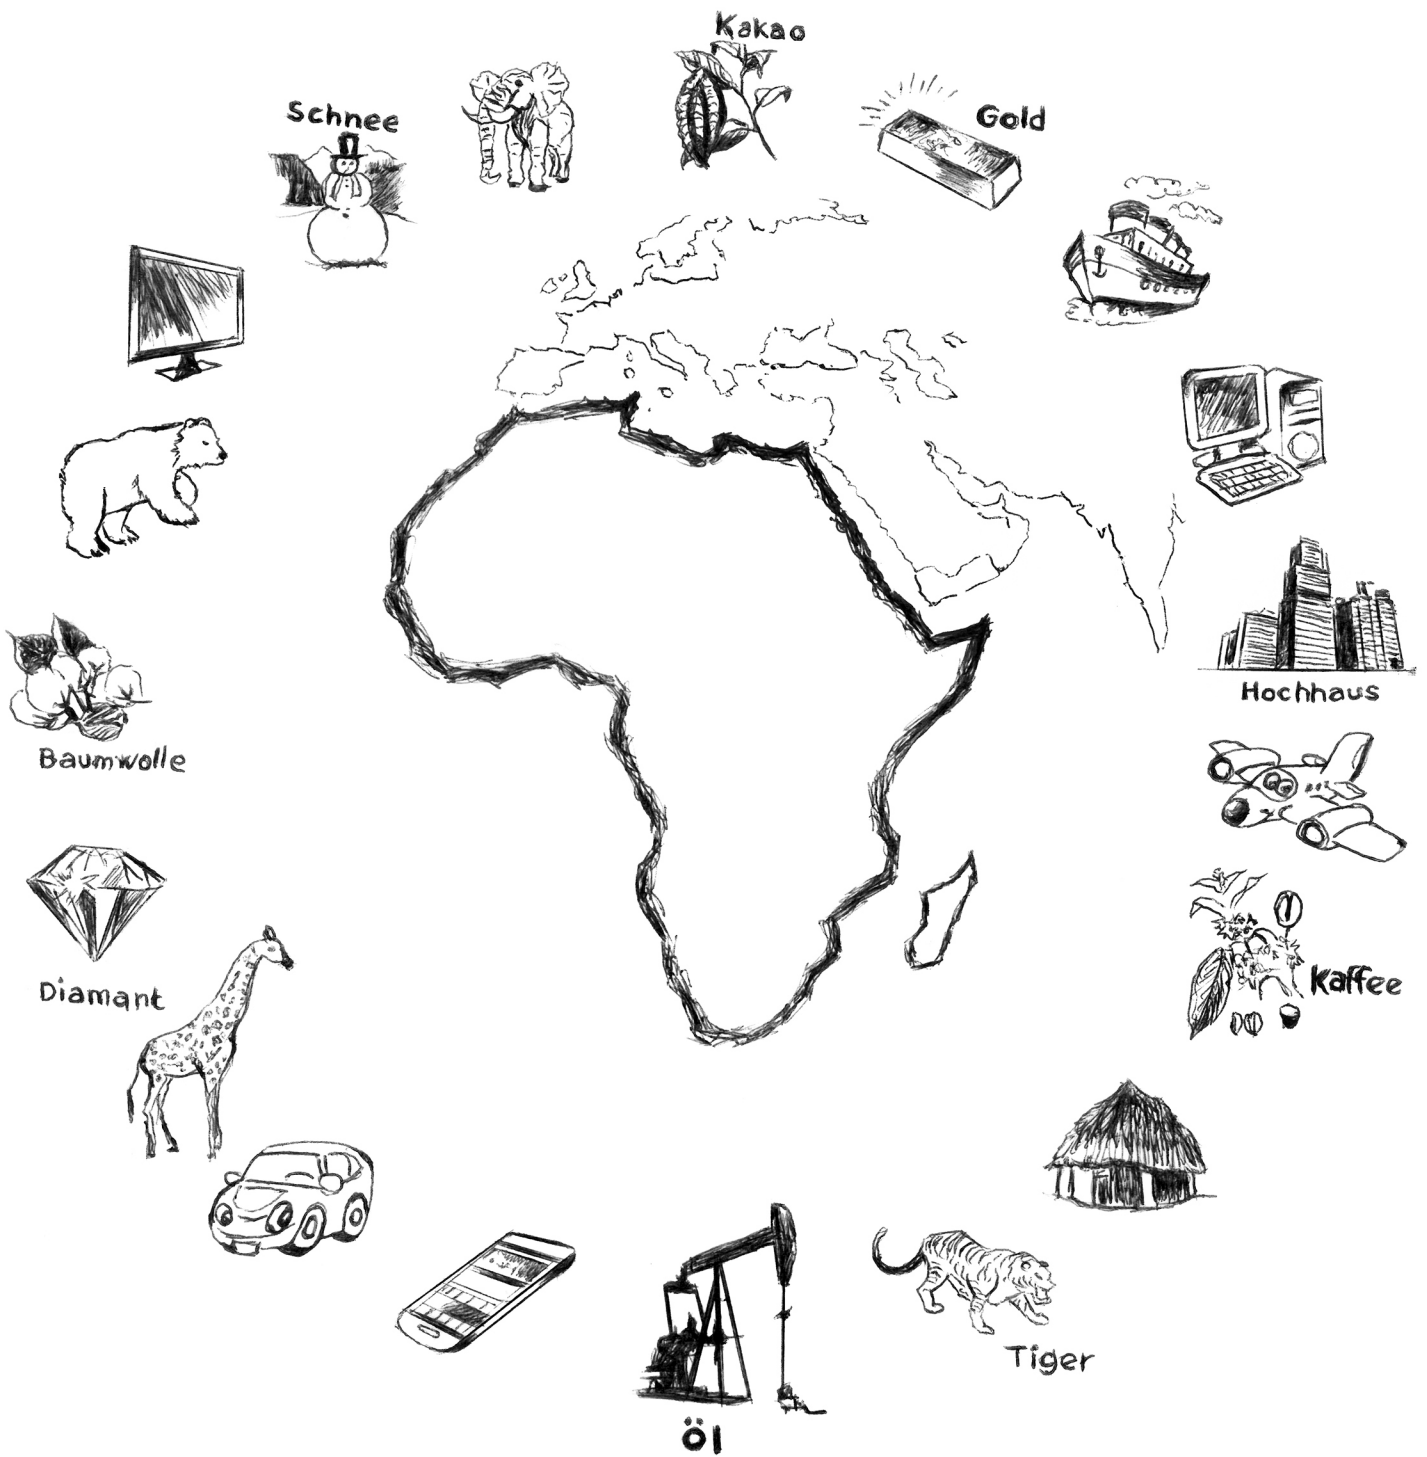 Kakao
Schnee
Gold
Hochhaus
Baumwolle
Kaffee
Diamant
Tiger
Öl